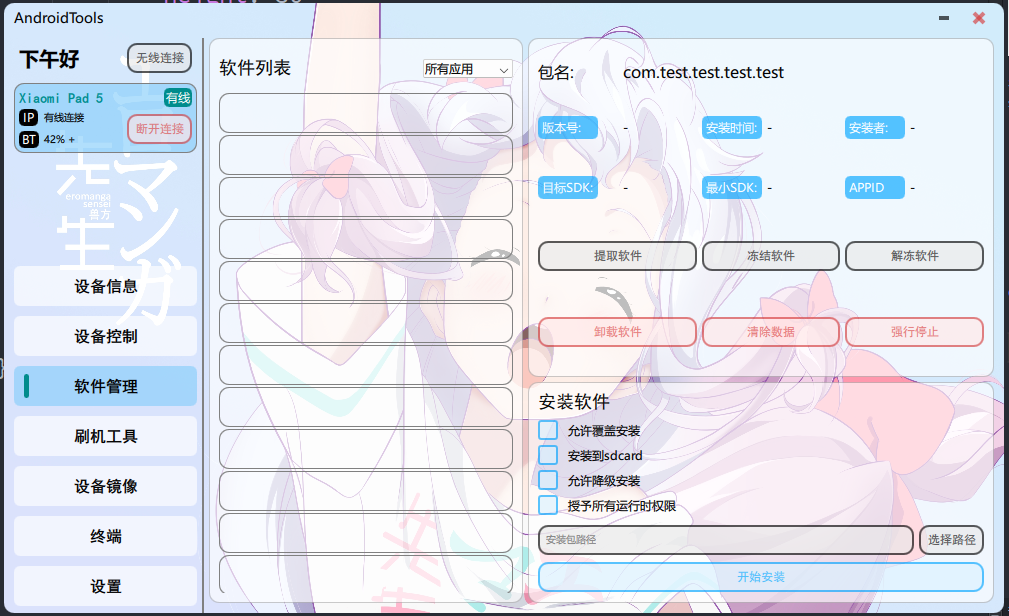 AndroidTools
下午好
无线连接
Xiaomi Pad 5
有线
IP 有线连接
BT 42% +
断开连接
エロマンガ
先生
eromanga
sensei
兽方
设备信息
设备控制
软件管理
刷机工具
设备镜像
终端
设置
软件列表
所有应用
包名:
com.test.test.test.test
版本号: -
安装时间: -
安装者: -
目标SDK: -
最小SDK: -
APPID -
提取软件
冻结软件
解冻软件
卸载软件
清除数据
强行停止
安装软件
允许覆盖安装
安装到sdcard
允许降级安装
授予所有运行时权限
安装包路径
选择路径
开始安装